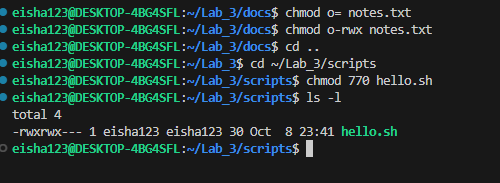 eisha123@DESKTOP-4BG4SFL:~/Lab_3/docs$ chmod o= notes.txt
eisha123@DESKTOP-4BG4SFL:~/Lab_3/docs$ chmod o-rwx notes.txt
eisha123@DESKTOP-4BG4SFL:~/Lab_3/docs$ cd ..
eisha123@DESKTOP-4BG4SFL:~/Lab_3$ cd ~/Lab_3/scripts
eisha123@DESKTOP-4BG4SFL:~/Lab_3/scripts$ chmod 770 hello.sh
eisha123@DESKTOP-4BG4SFL:~/Lab_3/scripts$ ls -l
total 4
-rwxrwx--- 1 eisha123 eisha123 30 Oct  8 23:41 hello.sh
eisha123@DESKTOP-4BG4SFL:~/Lab_3/scripts$